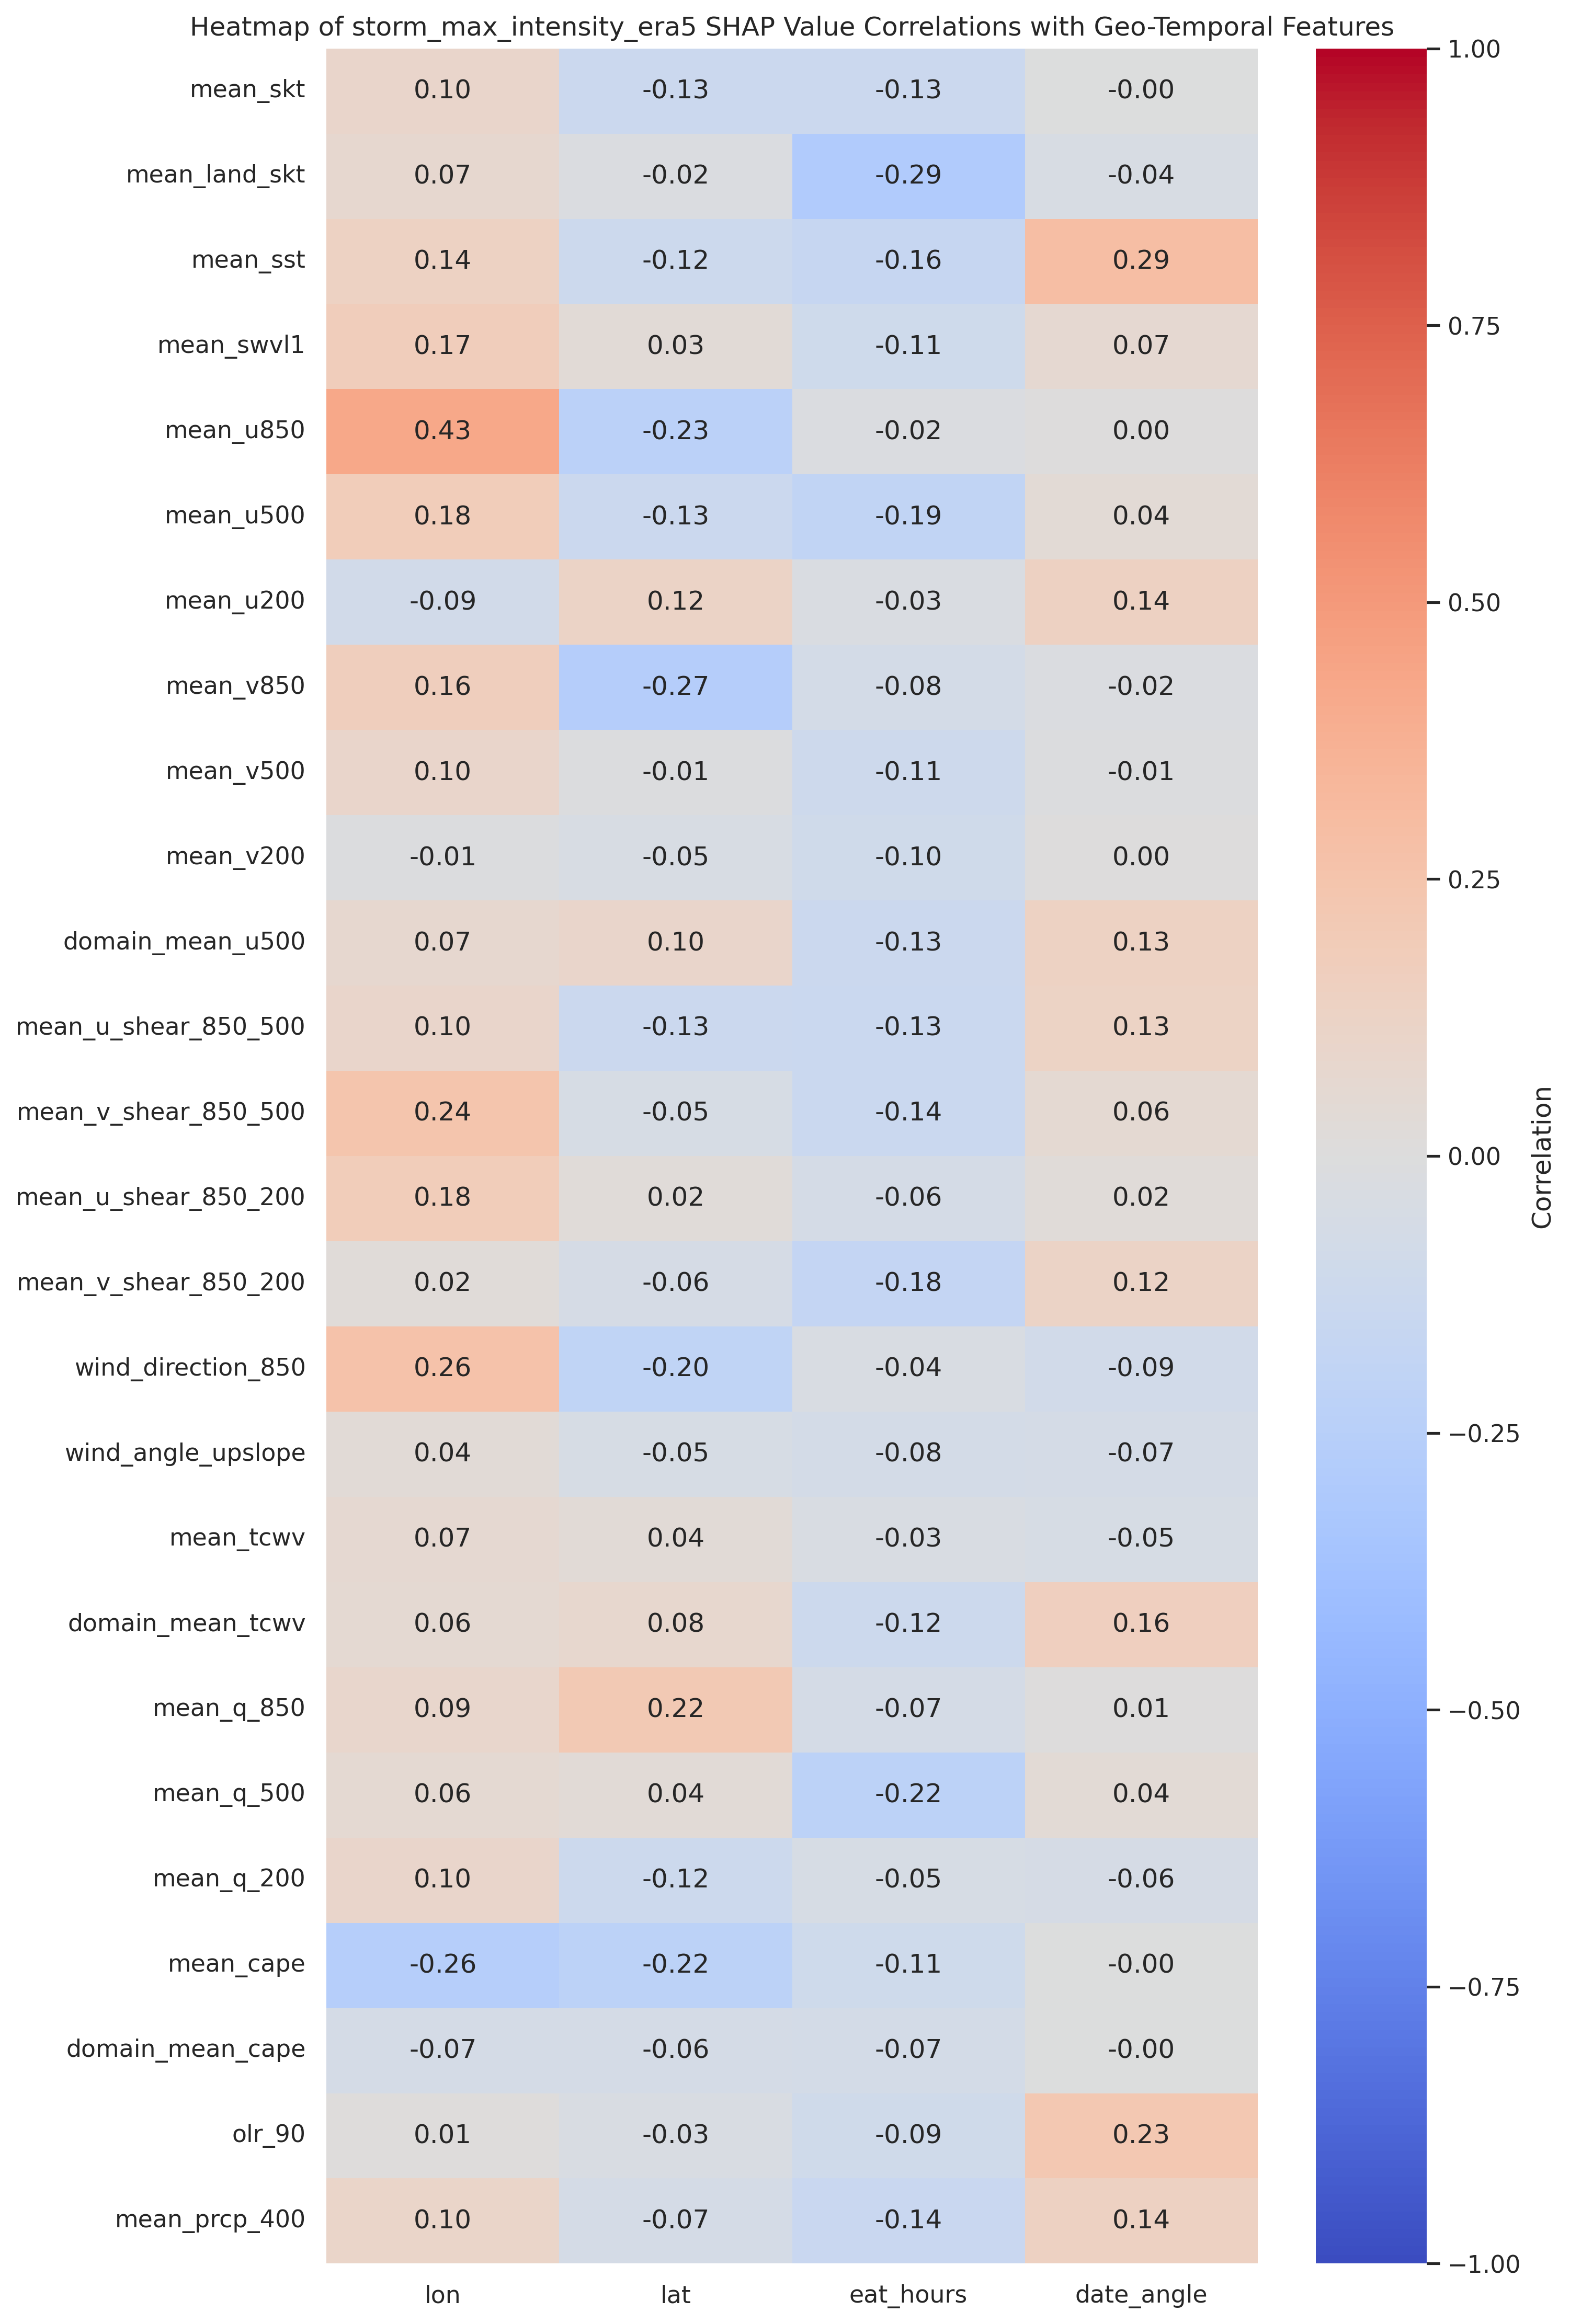 Heatmap of storm_max_intensity_era5 SHAP Value Correlations with Geo-Temporal Features
mean_skt 0.10 -0.13 -0.13 -0.00
mean_land_skt 0.07 -0.02 -0.29 -0.04
mean_sst 0.14 -0.12 -0.16 0.29
mean_swvl1 0.17 0.03 -0.11 0.07
mean_u850 0.43 -0.23 -0.02 0.00
mean_u500 0.18 -0.13 -0.19 0.04
mean_u200 -0.09 0.12 -0.03 0.14
mean_v850 0.16 -0.27 -0.08 -0.02
mean_v500 0.10 -0.01 -0.11 -0.01
mean_v200 -0.01 -0.05 -0.10 0.00
domain_mean_u500 0.07 0.10 -0.13 0.13
mean_u_shear_850_500 0.10 -0.13 -0.13 0.13
mean_v_shear_850_500 0.24 -0.05 -0.14 0.06
mean_u_shear_850_200 0.18 0.02 -0.06 0.02
mean_v_shear_850_200 0.02 -0.06 -0.18 0.12
wind_direction_850 0.26 -0.20 -0.04 -0.09
wind_angle_upslope 0.04 -0.05 -0.08 -0.07
mean_tcwv 0.07 0.04 -0.03 -0.05
domain_mean_tcwv 0.06 0.08 -0.12 0.16
mean_q_850 0.09 0.22 -0.07 0.01
mean_q_500 0.06 0.04 -0.22 0.04
mean_q_200 0.10 -0.12 -0.05 -0.06
mean_cape -0.26 -0.22 -0.11 -0.00
domain_mean_cape -0.07 -0.06 -0.07 -0.00
olr_90 0.01 -0.03 -0.09 0.23
mean_prcp_400 0.10 -0.07 -0.14 0.14
lon lat eat_hours date_angle
1.00
0.75
0.50
0.25
0.00
−0.25
−0.50
−0.75
−1.00
Correlation